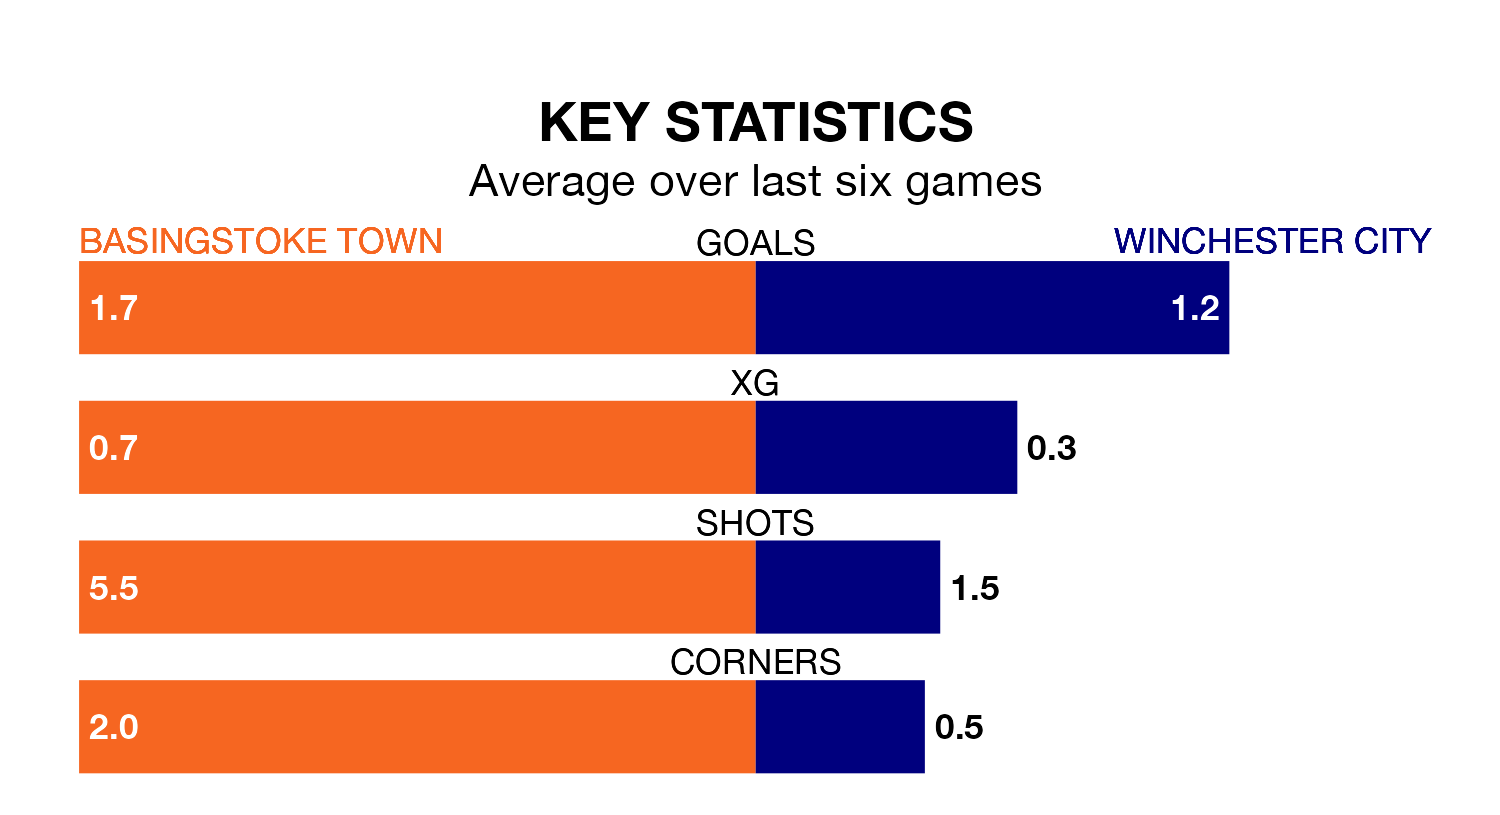 KEY STATISTICS
Average over last six games
BASINGSTOKE TOWN GOALS WINCHESTER CITY
1.7 1.2
XG
0.7 0.3
SHOTS
5.5 1.5
CORNERS
2.0 0.5